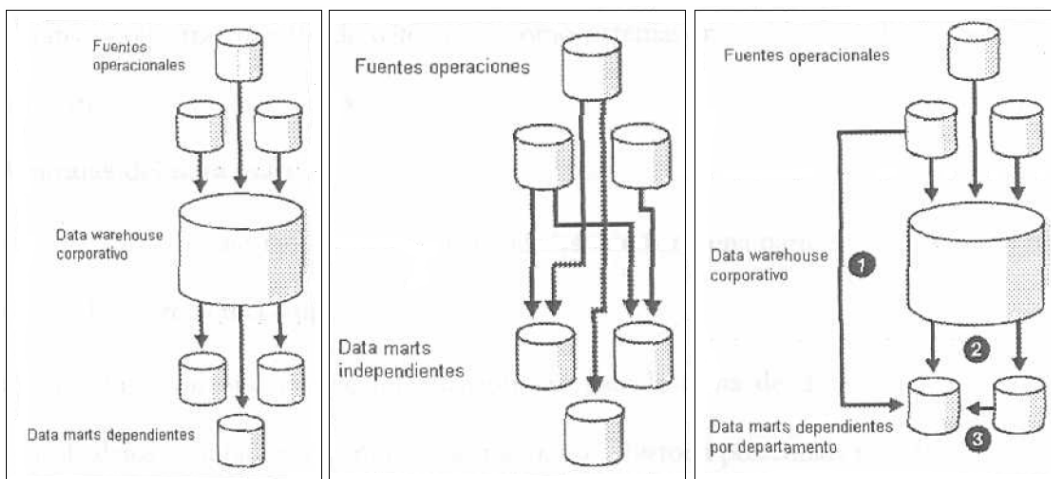 Fuentes
operacionales
Data warehouse
corporativo
Data marts dependientes
Fuentes operaciones
Data marts
independientes
Fuentes operacionales
Data warehouse
corporativo
1
2
Data marts dependientes
por departamento
3